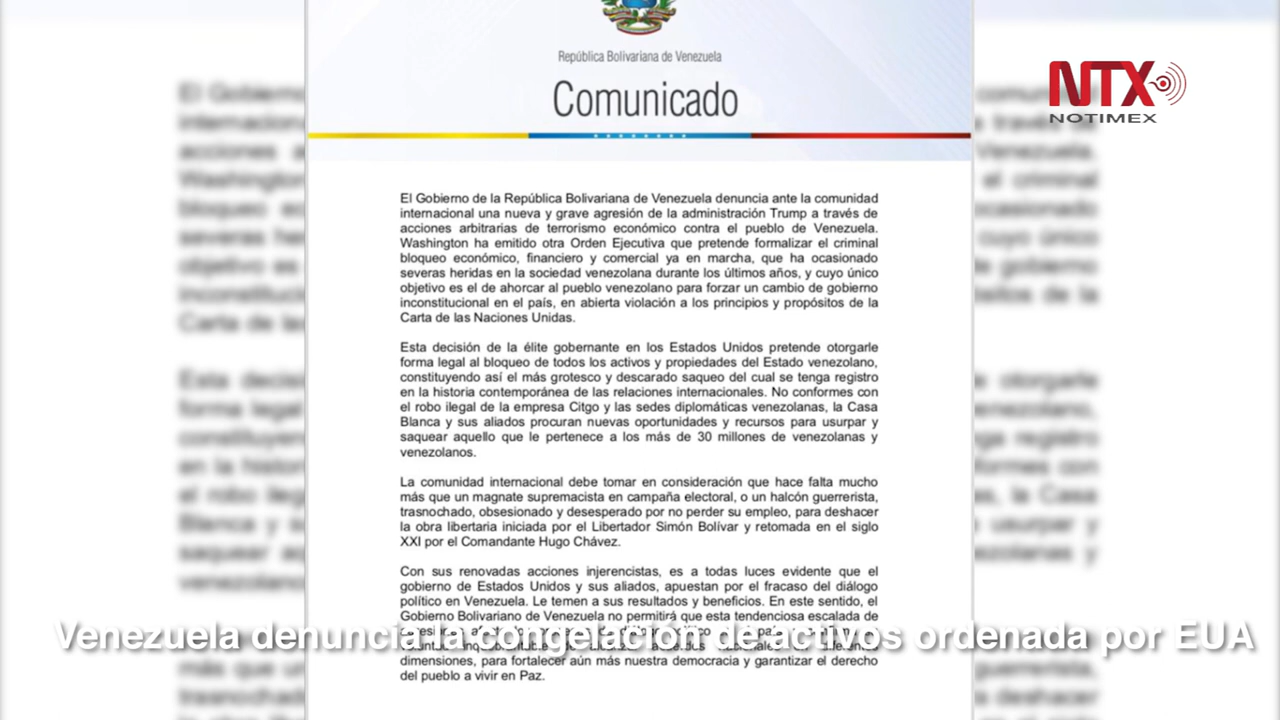 República Bolivariana de Venezuela
Comunicado
NTX
NOTIMEX
El Gobierno de la República Bolivariana de Venezuela denuncia ante la comunidad
internacional una nueva y grave agresión de la administración Trump a través de
acciones arbitrarias de terrorismo económico contra el pueblo de Venezuela.
Washington ha emitido otra Orden Ejecutiva que pretende formalizar el criminal
bloqueo económico, financiero y comercial ya en marcha, que ha ocasionado
severas heridas en la sociedad venezolana durante los últimos años, y cuyo único
objetivo es el de ahorcar al pueblo venezolano para forzar un cambio de gobierno
inconstitucional en el país, en abierta violación a los principios y propósitos de la
Carta de las Naciones Unidas.
Esta decisión de la élite gobernante en los Estados Unidos pretende otorgarle
forma legal al bloqueo de todos los activos y propiedades del Estado venezolano,
constituyendo así el más grotesco y descarado saqueo del cual se tenga registro
en la historia contemporánea de las relaciones internacionales. No conformes con
el robo ilegal de la empresa Citgo y las sedes diplomáticas venezolanas, la Casa
Blanca y sus aliados procuran nuevas oportunidades y recursos para usurpar y
saquear aquello que le pertenece a los más de 30 millones de venezolanas y
venezolanos.
La comunidad internacional debe tomar en consideración que hace falta mucho
más que un magnate supremacista en campaña electoral, o un halcón guerrerista,
trasnochado, obsesionado y desesperado por no perder su empleo, para deshacer
la obra libertaria iniciada por el Libertador Simón Bolívar y retomada en el siglo
XXI por el Comandante Hugo Chávez.
Con sus renovadas acciones injerencistas, es a todas luces evidente que el
gobierno de Estados Unidos y sus aliados, apuestan por el fracaso del diálogo
político en Venezuela. Le temen a sus resultados y beneficios. En este sentido, el
Gobierno Bolivariano de Venezuela no permitirá que esta tendenciosa escalada de
Venezuela denuncia la congelación de activos ordenada por EUA
dimensiones, para fortalecer aún más nuestra democracia y garantizar el derecho
del pueblo a vivir en Paz.